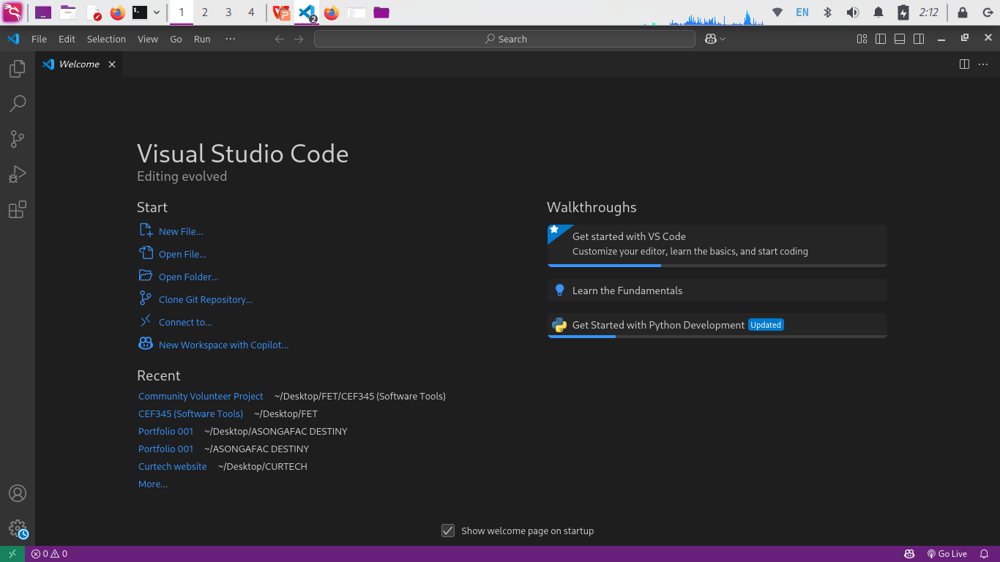 1 2 3 4 2 EN 2:12
File Edit Selection View Go Run ··· Search
Welcome
Visual Studio Code
Editing evolved
Start
New File...
Open File...
Open Folder...
Clone Git Repository...
Connect to...
New Workspace with Copilot...
Recent
Community Volunteer Project ~/Desktop/FET/CEF345 (Software Tools)
CEF345 (Software Tools) ~/Desktop/FET
Portfolio 001 ~/Desktop/ASONGAFAC DESTINY
Portfolio 001 ~/ASONGAFAC DESTINY
Curtech website ~/Desktop/CURTECH
More...
Walkthroughs
Get started with VS Code
Customize your editor, learn the basics, and start coding
Learn the Fundamentals
Get Started with Python Development Updated
Show welcome page on startup
0 0 Go Live